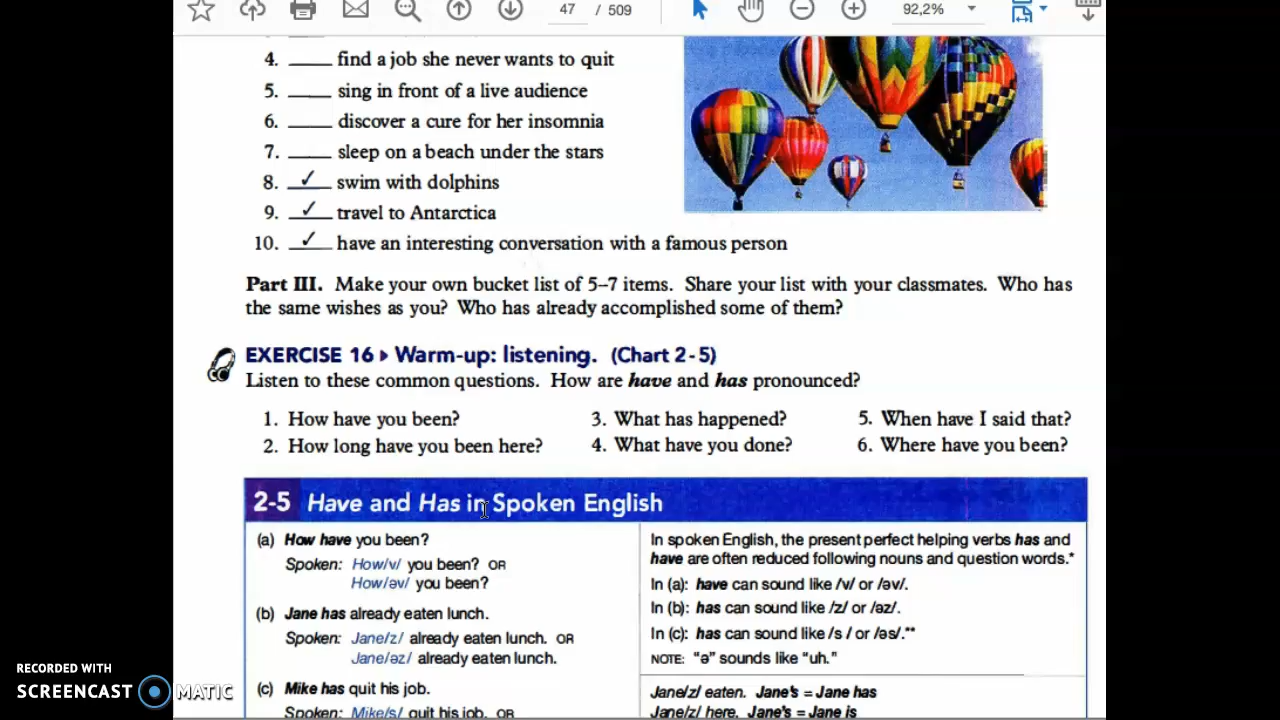 47 / 509
92,2%
4. ____ find a job she never wants to quit
5. ____ sing in front of a live audience
6. ____ discover a cure for her insomnia
7. ____ sleep on a beach under the stars
8. ✓ swim with dolphins
9. ✓ travel to Antarctica
10. ✓ have an interesting conversation with a famous person
Part III. Make your own bucket list of 5–7 items. Share your list with your classmates. Who has
the same wishes as you? Who has already accomplished some of them?
EXERCISE 16 ▸ Warm-up: listening. (Chart 2-5)
Listen to these common questions. How are have and has pronounced?
1. How have you been?
2. How long have you been here?
3. What has happened?
4. What have you done?
5. When have I said that?
6. Where have you been?
2-5 Have and Has in Spoken English
(a) How have you been?
Spoken: How/v/ you been? OR
How/əv/ you been?
(b) Jane has already eaten lunch.
Spoken: Jane/z/ already eaten lunch. OR
Jane/əz/ already eaten lunch.
(c) Mike has quit his job.
Spoken: Mike/s/ quit his job. OR
In spoken English, the present perfect helping verbs has and
have are often reduced following nouns and question words.*
In (a): have can sound like /v/ or /əv/.
In (b): has can sound like /z/ or /əz/.
In (c): has can sound like /s / or /əs/.**
NOTE: "ə" sounds like "uh."
Jane/z/ eaten. Jane's = Jane has
Jane/z/ here. Jane's = Jane is
RECORDED WITH
SCREENCAST MATIC